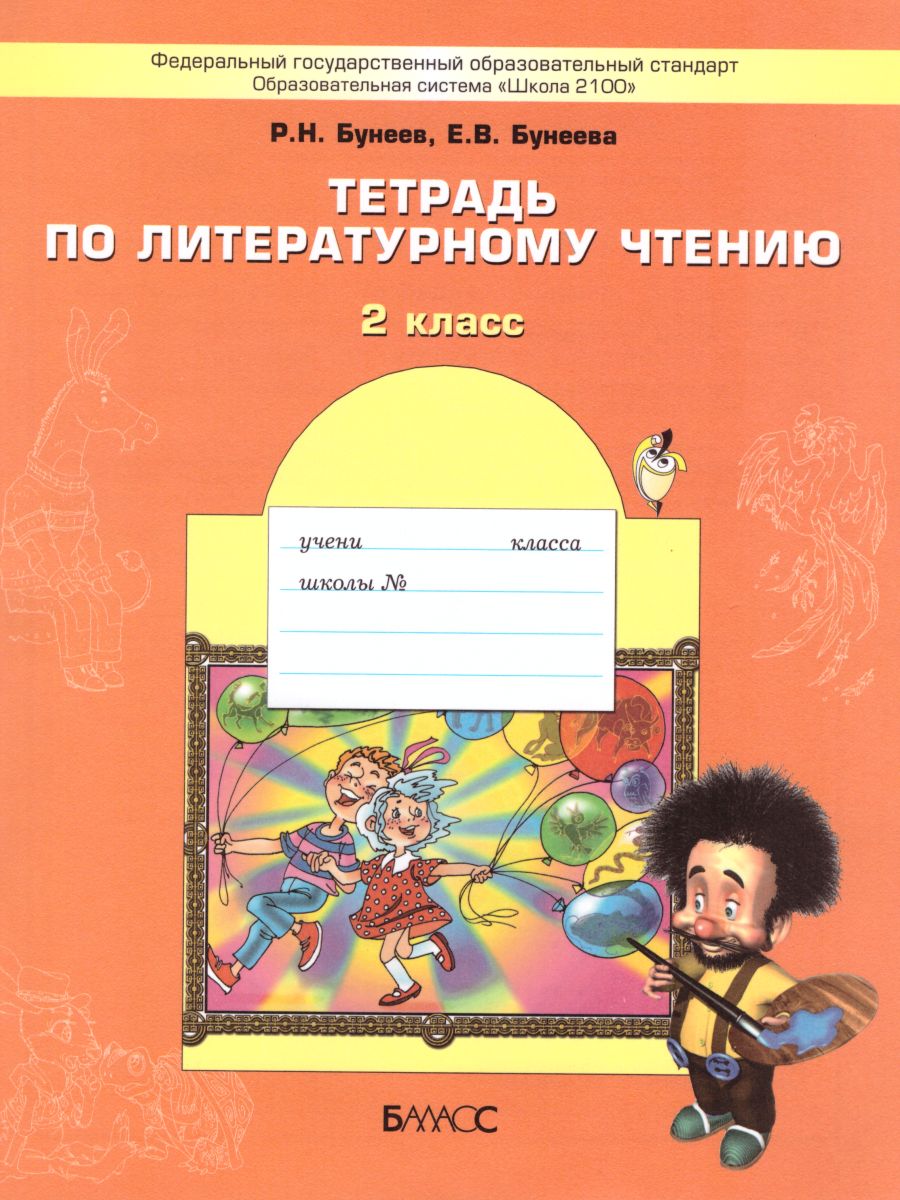 Федеральный государственный образовательный стандарт
Образовательная система «Школа 2100»
Р.Н. Бунеев, Е.В. Бунеева
ТЕТРАДЬ
ПО ЛИТЕРАТУРНОМУ ЧТЕНИЮ
2 класс
учени класса
школы №
БАЛАСС